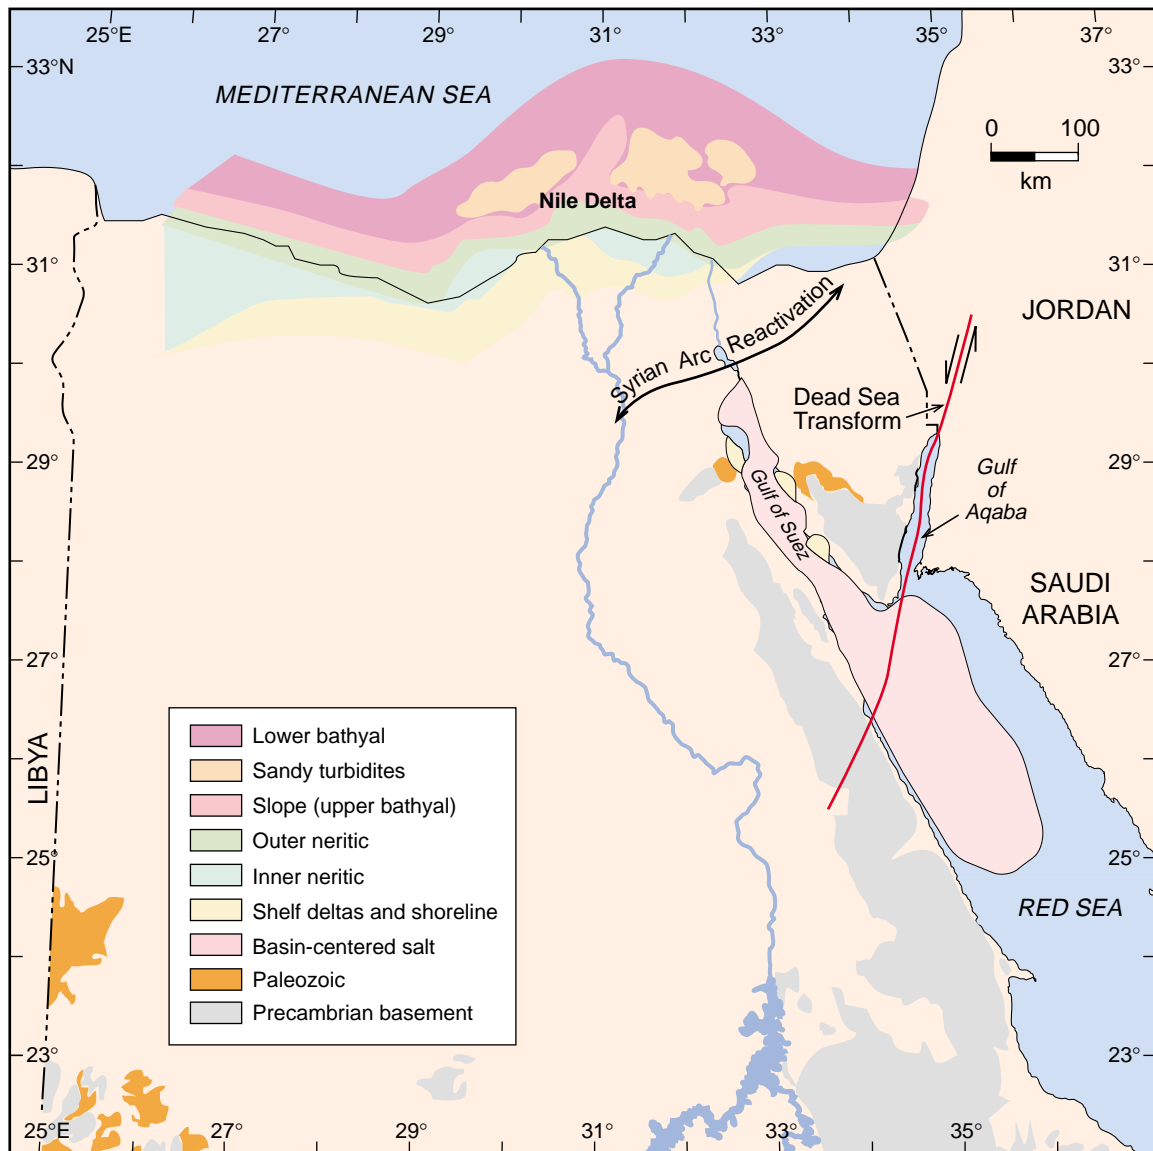 25°E 27° 29° 31° 33° 35° 37°
33°N
33°
MEDITERRANEAN SEA
0 100
km
Nile Delta
31°
31°
JORDAN
Syrian Arc Reactivation
Dead Sea
Transform
29°
29°
Gulf
of
Aqaba
Gulf of Suez
SAUDI
ARABIA
27°
27°
LIBYA
Lower bathyal
Sandy turbidites
Slope (upper bathyal)
Outer neritic
Inner neritic
Shelf deltas and shoreline
Basin-centered salt
Paleozoic
Precambrian basement
25°
25°
RED SEA
23°
23°
25°E 27° 29° 31° 33° 35°